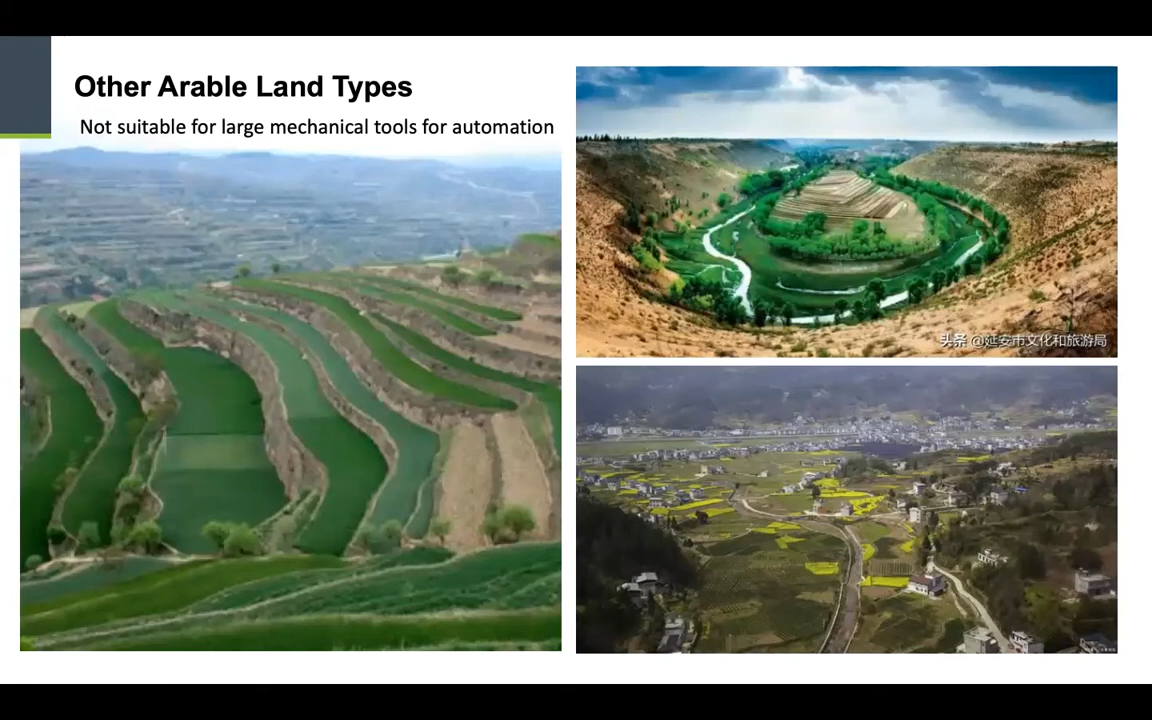 Other Arable Land Types
Not suitable for large mechanical tools for automation
头条 @延安市文化和旅游局